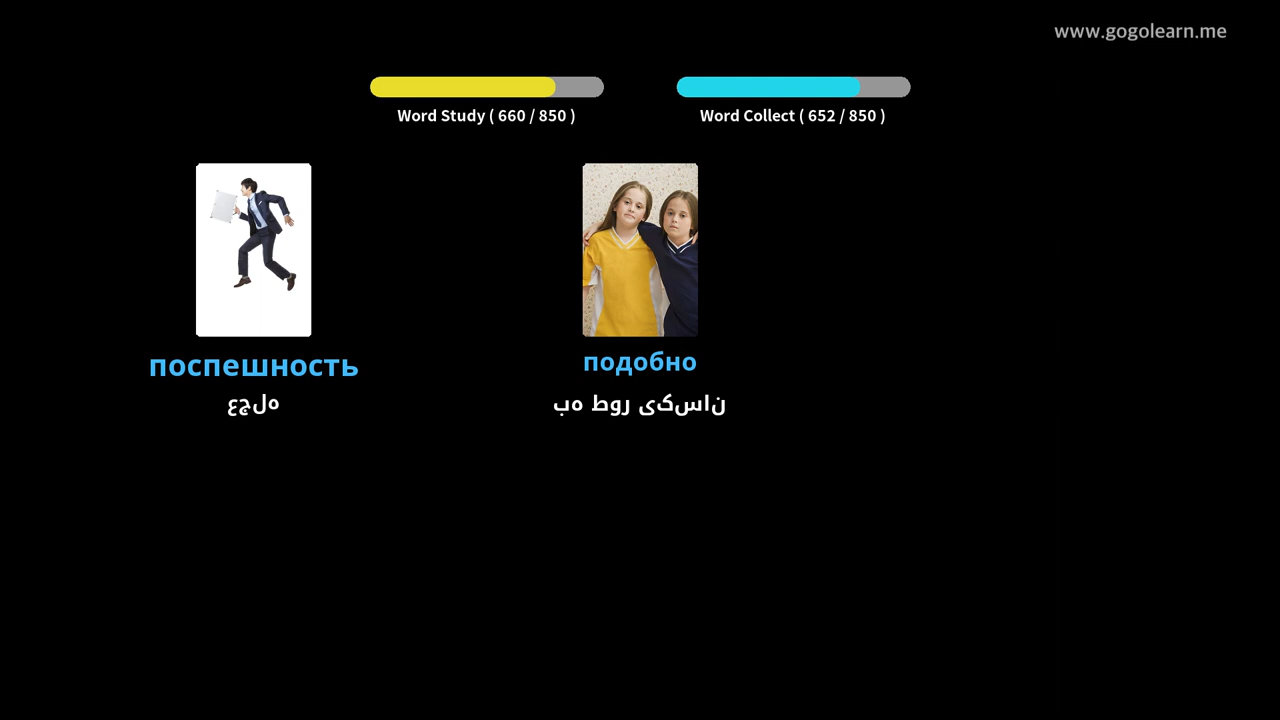 www.gogolearn.me
Word Study ( 660 / 850 )
Word Collect ( 652 / 850 )
поспешность
عجله
подобно
به طور یکسان